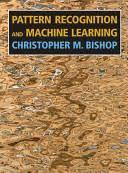 PATTERN RECOGNITION
AND MACHINE LEARNING
CHRISTOPHER M. BISHOP